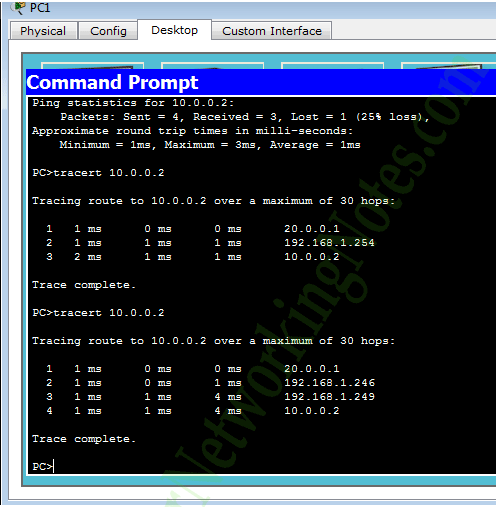 PC1
Physical Config Desktop Custom Interface
Command Prompt
Ping statistics for 10.0.0.2:
Packets: Sent = 4, Received = 3, Lost = 1 (25% loss),
Approximate round trip times in milli-seconds:
Minimum = 1ms, Maximum = 3ms, Average = 1ms
PC>tracert 10.0.0.2
Tracing route to 10.0.0.2 over a maximum of 30 hops:
1 1 ms 0 ms 0 ms 20.0.0.1
2 1 ms 1 ms 1 ms 192.168.1.254
3 2 ms 1 ms 1 ms 10.0.0.2
Trace complete.
PC>tracert 10.0.0.2
Tracing route to 10.0.0.2 over a maximum of 30 hops:
1 1 ms 0 ms 0 ms 20.0.0.1
2 1 ms 0 ms 1 ms 192.168.1.246
3 1 ms 1 ms 4 ms 192.168.1.249
4 1 ms 1 ms 4 ms 10.0.0.2
Trace complete.
PC>
rNetworkingNotes.com